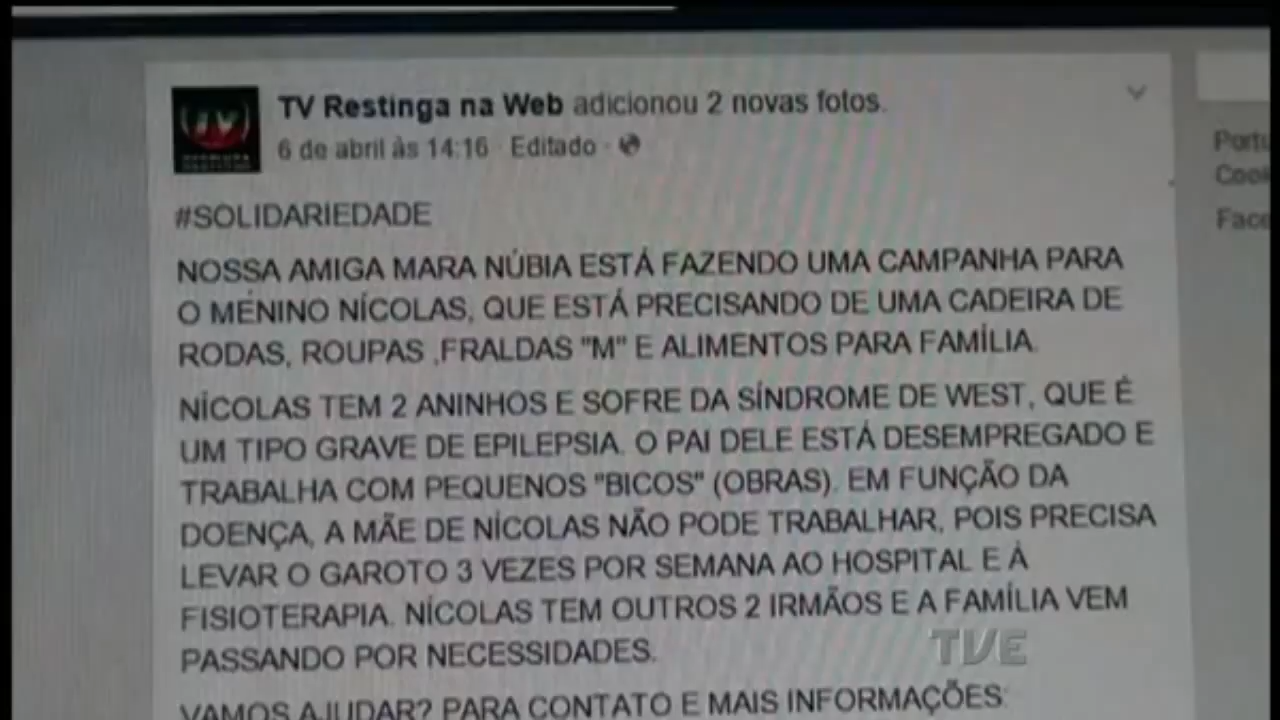 TV Restinga na Web adicionou 2 novas fotos.
6 de abril às 14:16 · Editado ·
#SOLIDARIEDADE
NOSSA AMIGA MARA NÚBIA ESTÁ FAZENDO UMA CAMPANHA PARA
O MENINO NÍCOLAS, QUE ESTÁ PRECISANDO DE UMA CADEIRA DE
RODAS, ROUPAS ,FRALDAS "M" E ALIMENTOS PARA FAMÍLIA.
NÍCOLAS TEM 2 ANINHOS E SOFRE DA SÍNDROME DE WEST, QUE É
UM TIPO GRAVE DE EPILEPSIA. O PAI DELE ESTÁ DESEMPREGADO E
TRABALHA COM PEQUENOS "BICOS" (OBRAS). EM FUNÇÃO DA
DOENÇA, A MÃE DE NÍCOLAS NÃO PODE TRABALHAR, POIS PRECISA
LEVAR O GAROTO 3 VEZES POR SEMANA AO HOSPITAL E À
FISIOTERAPIA. NÍCOLAS TEM OUTROS 2 IRMÃOS E A FAMÍLIA VEM
PASSANDO POR NECESSIDADES.
VAMOS AJUDAR? PARA CONTATO E MAIS INFORMAÇÕES:
Portu
Cook
Face
TV
TVE